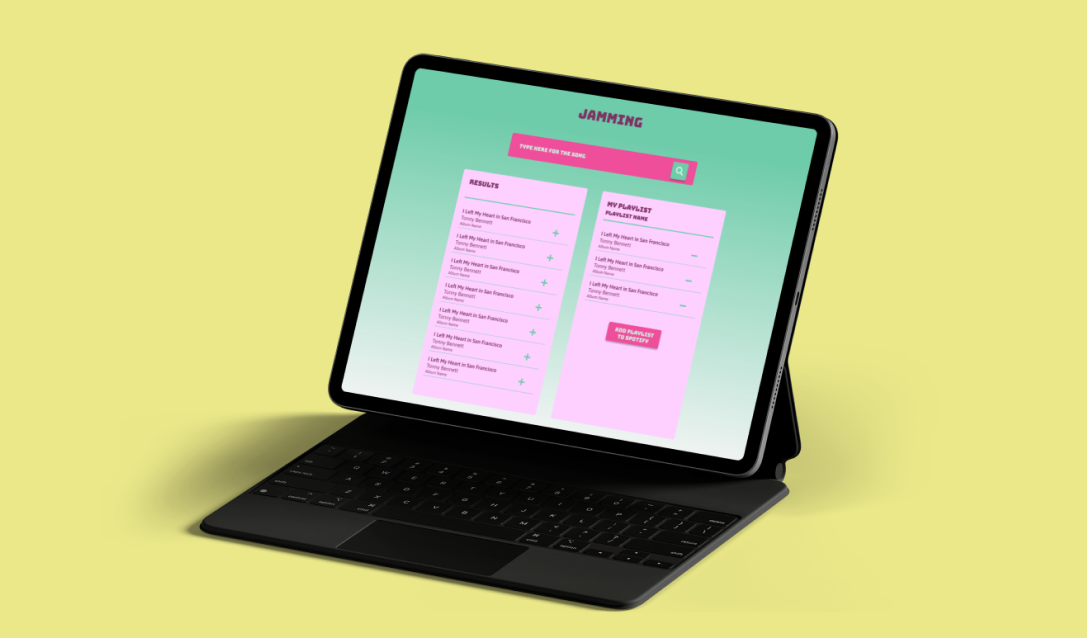 JAMMING
TYPE HERE FOR THE SONG
RESULTS
I Left My Heart in San Francisco
Tonny Bennett
Album Name
I Left My Heart in San Francisco
Tonny Bennett
Album Name
I Left My Heart in San Francisco
Tonny Bennett
Album Name
I Left My Heart in San Francisco
Tonny Bennett
Album Name
I Left My Heart in San Francisco
Tonny Bennett
Album Name
I Left My Heart in San Francisco
Tonny Bennett
Album Name
I Left My Heart in San Francisco
Tonny Bennett
Album Name
MY PLAYLIST
PLAYLIST NAME
I Left My Heart in San Francisco
Tonny Bennett
Album Name
I Left My Heart in San Francisco
Tonny Bennett
Album Name
I Left My Heart in San Francisco
Tonny Bennett
Album Name
ADD PLAYLIST
TO SPOTIFY